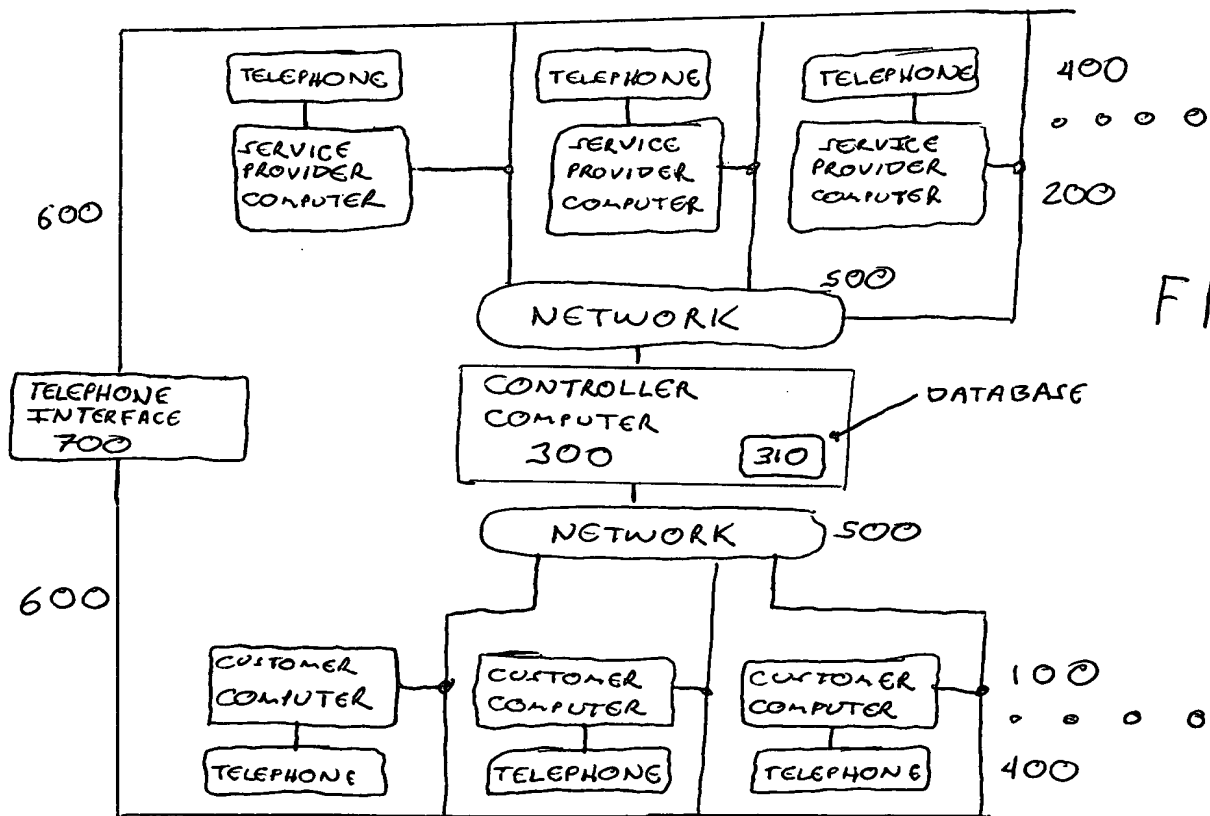 TELEPHONE
TELEPHONE
TELEPHONE
400
SERVICE
PROVIDER
COMPUTER
SERVICE
PROVIDER
COMPUTER
SERVICE
PROVIDER
COMPUTER
200
600
500
NETWORK
FI
TELEPHONE
INTERFACE
700
CONTROLLER
COMPUTER
300
310
DATABASE
NETWORK
500
600
CUSTOMER
COMPUTER
CUSTOMER
COMPUTER
CUSTOMER
COMPUTER
100
TELEPHONE
TELEPHONE
TELEPHONE
400